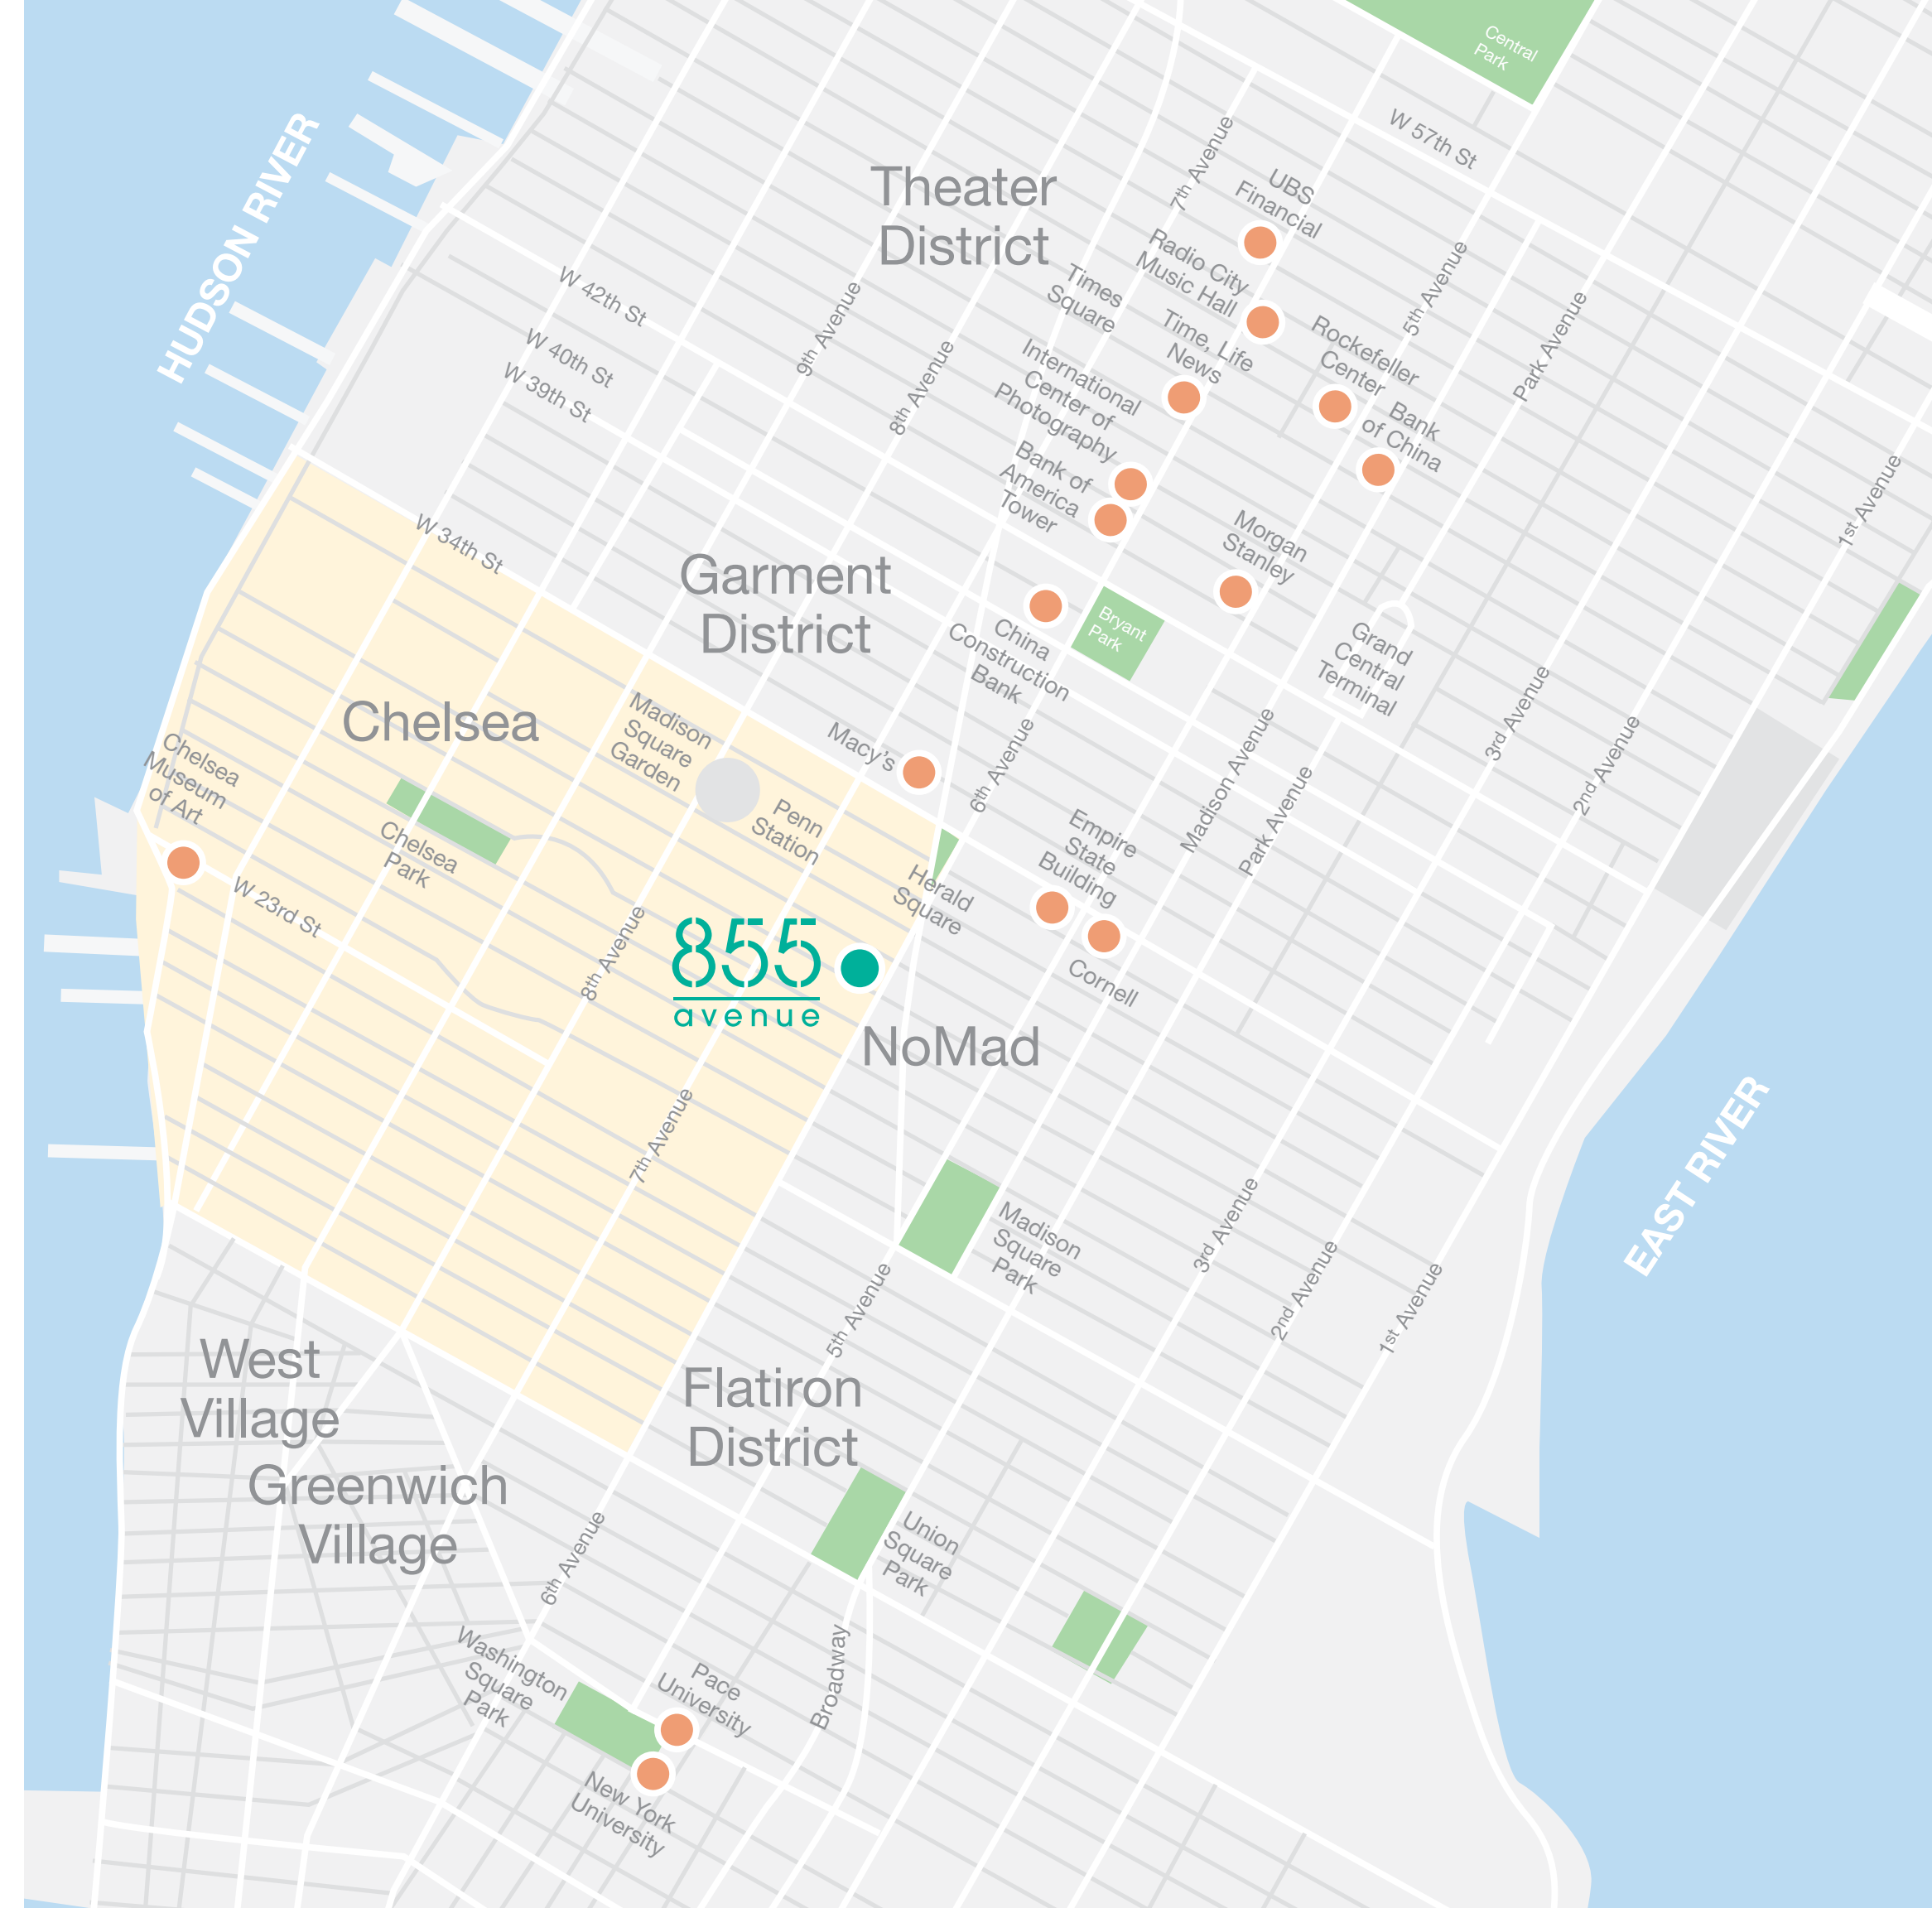 Central
Park
W 57th St
HUDSON RIVER
7th Avenue
UBS
Financial
Theater
District
Radio City
Music Hall
Times
Square
5th Avenue
W 42th St
9th Avenue
Time, Life
News
Rockefeller
Center
Park Avenue
W 40th St
W 39th St
8th Avenue
International
Center of
Photography
Bank
of China
Bank of
America
Tower
1st Avenue
W 34th St
Morgan
Stanley
Garment
District
Bryant
Park
China
Construction
Bank
Grand
Central
Terminal
Chelsea
Madison
Square
Garden
Macy's
6th Avenue
Madison Avenue
3rd Avenue
2nd Avenue
Chelsea
Museum
of Art
Penn
Station
Park Avenue
Chelsea
Park
Empire
State
Building
Herald
Square
W 23rd St
8th Avenue
855
avenue
Cornell
NoMad
7th Avenue
EAST RIVER
Madison
Square
Park
3rd Avenue
2nd Avenue
1st Avenue
5th Avenue
West
Village
Flatiron
District
Greenwich
Village
Union
Square
Park
6th Avenue
Washington
Square
Park
Pace
University
Broadway
New York
University